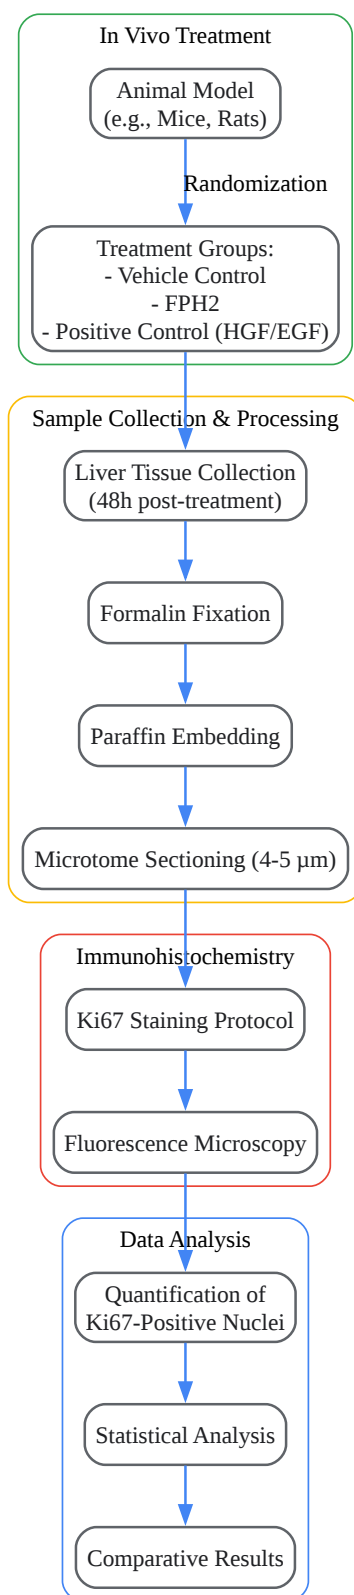 In Vivo Treatment
Animal Model
(e.g., Mice, Rats)
Randomization
Treatment Groups:
- Vehicle Control
- FPH2
- Positive Control (HGF/EGF)
Sample Collection & Processing
Liver Tissue Collection
(48h post-treatment)
Formalin Fixation
Paraffin Embedding
Microtome Sectioning (4-5 µm)
Immunohistochemistry
Ki67 Staining Protocol
Fluorescence Microscopy
Data Analysis
Quantification of
Ki67-Positive Nuclei
Statistical Analysis
Comparative Results